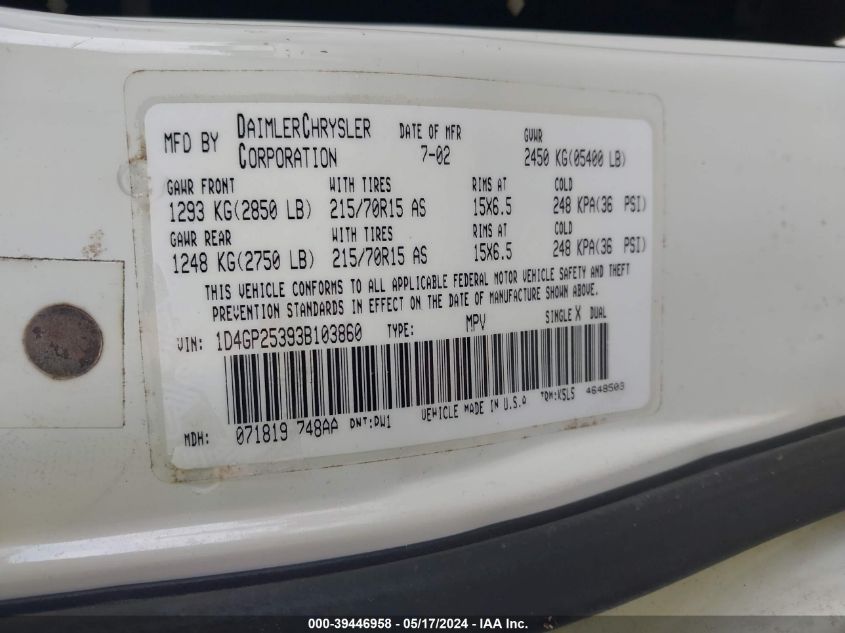 MFD BY DAIMLERCHRYSLER CORPORATION
DATE OF MFR 7-02
GVWR 2450 KG(05400 LB)
GAWR FRONT WITH TIRES RIMS AT COLD
1293 KG(2850 LB) 215/70R15 AS 15X6.5 248 KPA(36 PSI)
GAWR REAR WITH TIRES RIMS AT COLD
1248 KG(2750 LB) 215/70R15 AS 15X6.5 248 KPA(36 PSI)
THIS VEHICLE CONFORMS TO ALL APPLICABLE FEDERAL MOTOR VEHICLE SAFETY AND THEFT
PREVENTION STANDARDS IN EFFECT ON THE DATE OF MANUFACTURE SHOWN ABOVE.
VIN: 1D4GP25393B103860 TYPE: MPV SINGLE X DUAL
MDH: 071819 748AA PNT:PW1 VEHICLE MADE IN U.S.A TRM:K5LS 4648503
000-39446958 — 05/17/2024 — IAA Inc.